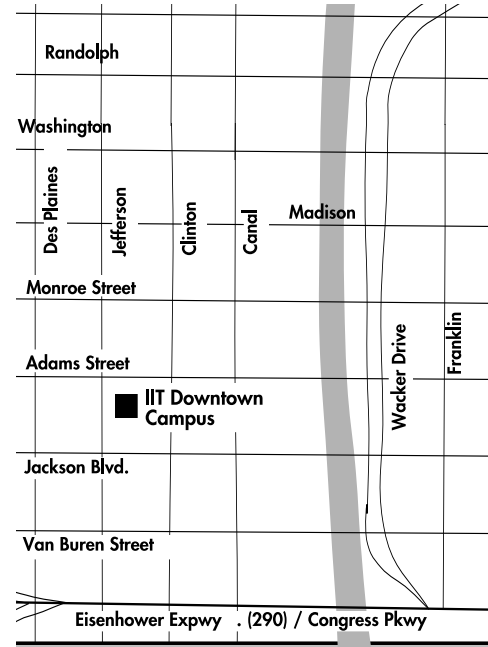 Randolph
Washington
Des Plaines
Jefferson
Clinton
Canal
Madison
Monroe Street
Wacker Drive
Franklin
Adams Street
IIT Downtown
Campus
Jackson Blvd.
Van Buren Street
Eisenhower Expwy . (290) / Congress Pkwy